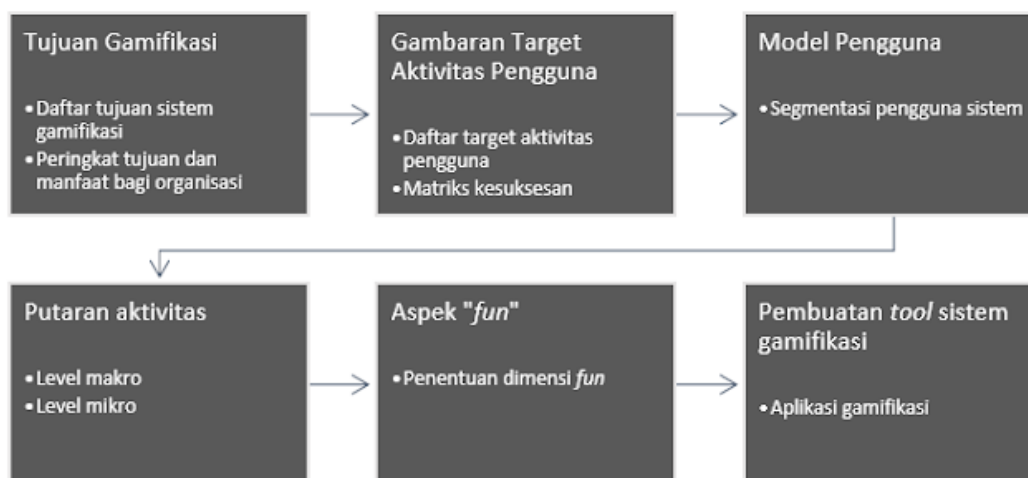 Tujuan Gamifikasi
•Daftar tujuan sistem
gamifikasi
•Peringkat tujuan dan
manfaat bagi organisasi
Gambaran Target
Aktivitas Pengguna
•Daftar target aktivitas
pengguna
•Matriks kesuksesan
Model Pengguna
•Segmentasi pengguna sistem
Putaran aktivitas
•Level makro
•Level mikro
Aspek "fun"
•Penentuan dimensi fun
Pembuatan tool sistem
gamifikasi
•Aplikasi gamifikasi